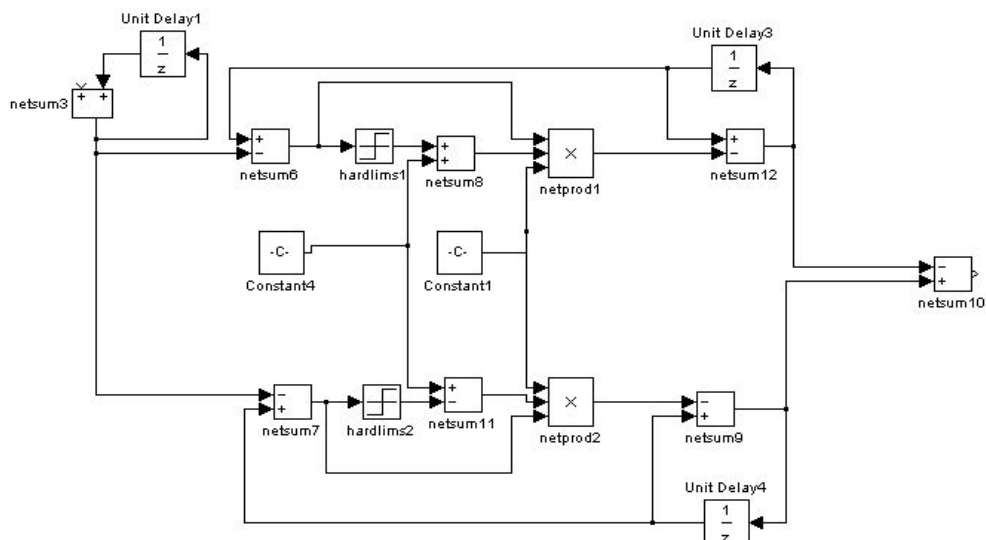 Unit Delay1
1
z
+ +
netsum3
Unit Delay3
1
z
+
−
netsum6
hardlims1
+
+
netsum8
×
netprod1
+
−
netsum12
-C-
Constant4
-C-
Constant1
−
+
netsum10
−
+
netsum7
hardlims2
+
−
netsum11
×
netprod2
−
+
netsum9
Unit Delay4
1
z